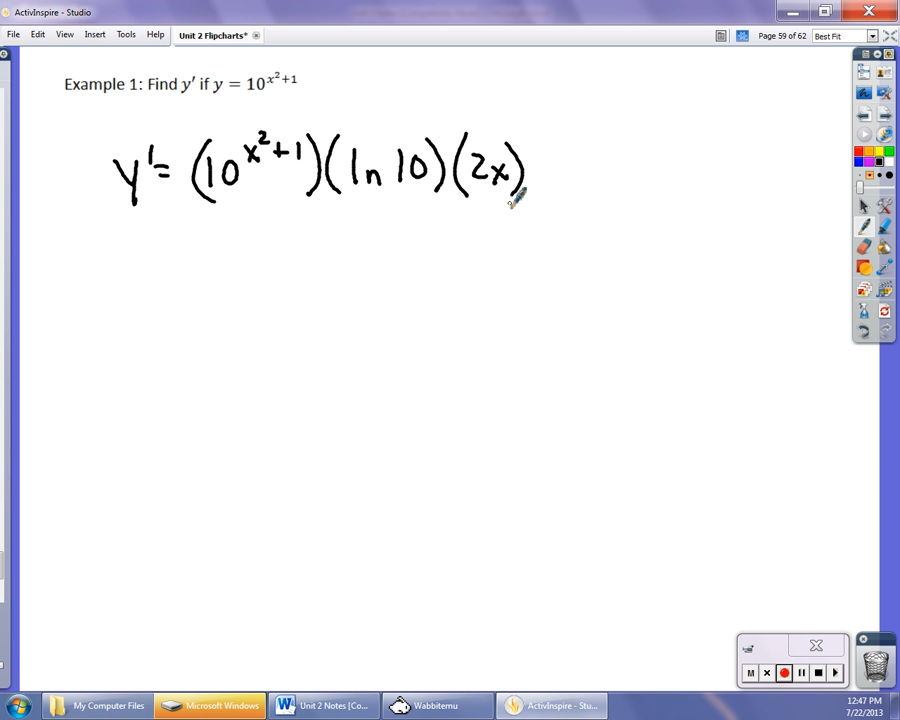 ActivInspire - Studio
File Edit View Insert Tools Help Unit 2 Flipcharts* Page 59 of 62 Best Fit
Example 1: Find y′ if y = 10^{x²+1}
y' = (10^{x²+1})(ln 10)(2x)
M
My Computer Files Microsoft Windows Unit 2 Notes [Co... Wabbitemu ActivInspire - Stu...
12:47 PM
7/22/2013